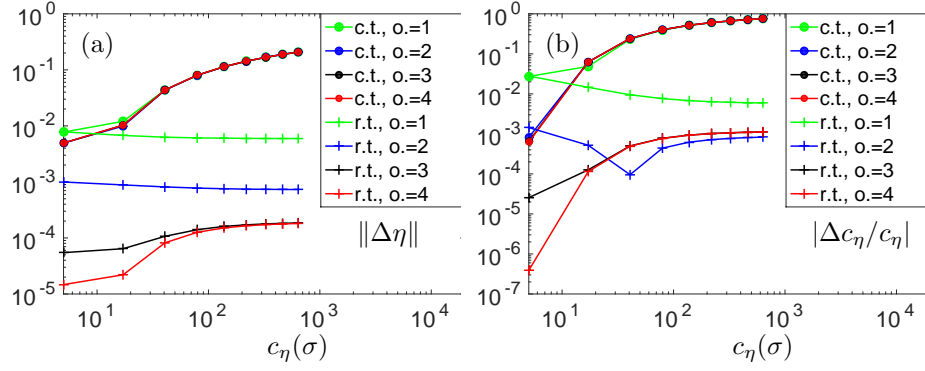 (a)
10^0
10^-1
10^-2
10^-3
10^-4
10^-5
10^1
10^2
10^3
10^4
c_η(σ)
‖Δη‖
c.t., o.=1
c.t., o.=2
c.t., o.=3
c.t., o.=4
r.t., o.=1
r.t., o.=2
r.t., o.=3
r.t., o.=4
(b)
10^0
10^-1
10^-2
10^-3
10^-4
10^-5
10^-6
10^-7
10^1
10^2
10^3
10^4
c_η(σ)
|Δc_η/c_η|
c.t., o.=1
c.t., o.=2
c.t., o.=3
c.t., o.=4
r.t., o.=1
r.t., o.=2
r.t., o.=3
r.t., o.=4